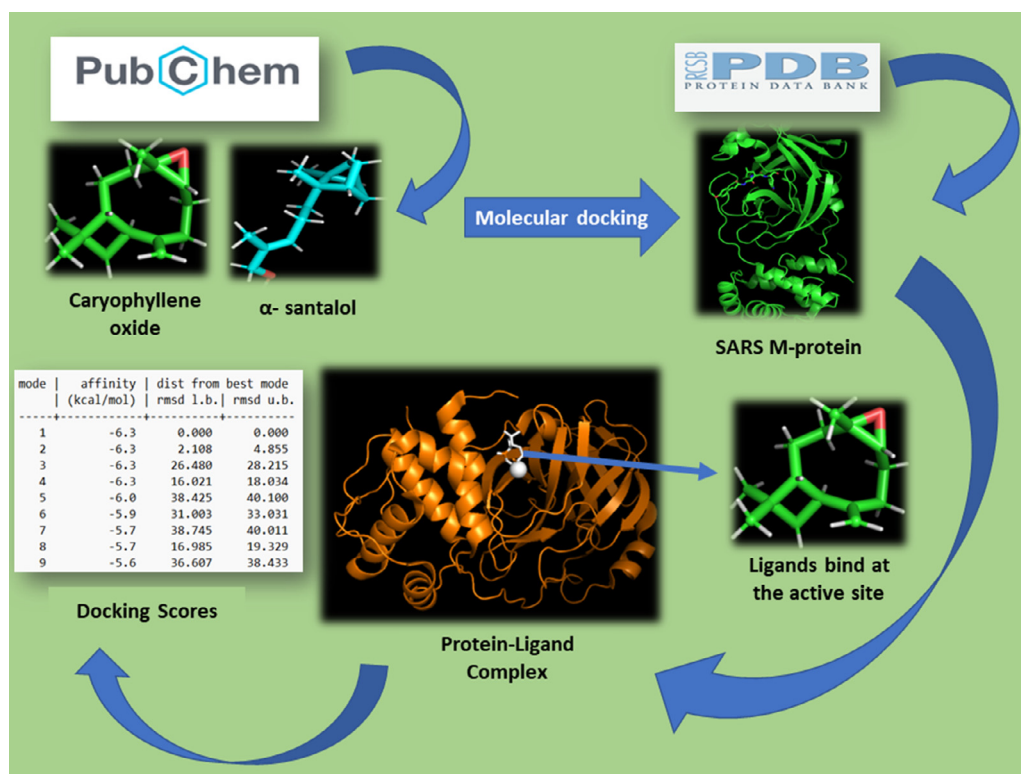 PubChem
RCSB
PDB
PROTEIN DATA BANK
Molecular docking
Caryophyllene
oxide
α- santalol
SARS M-protein
mode | affinity | dist from best mode
| (kcal/mol) | rmsd l.b.| rmsd u.b.
-----+------------+----------+----------
1 -6.3 0.000 0.000
2 -6.3 2.108 4.855
3 -6.3 26.480 28.215
4 -6.3 16.021 18.034
5 -6.0 38.425 40.100
6 -5.9 31.003 33.031
7 -5.7 38.745 40.011
8 -5.7 16.985 19.329
9 -5.6 36.607 38.433
Docking Scores
Protein-Ligand
Complex
Ligands bind at
the active site